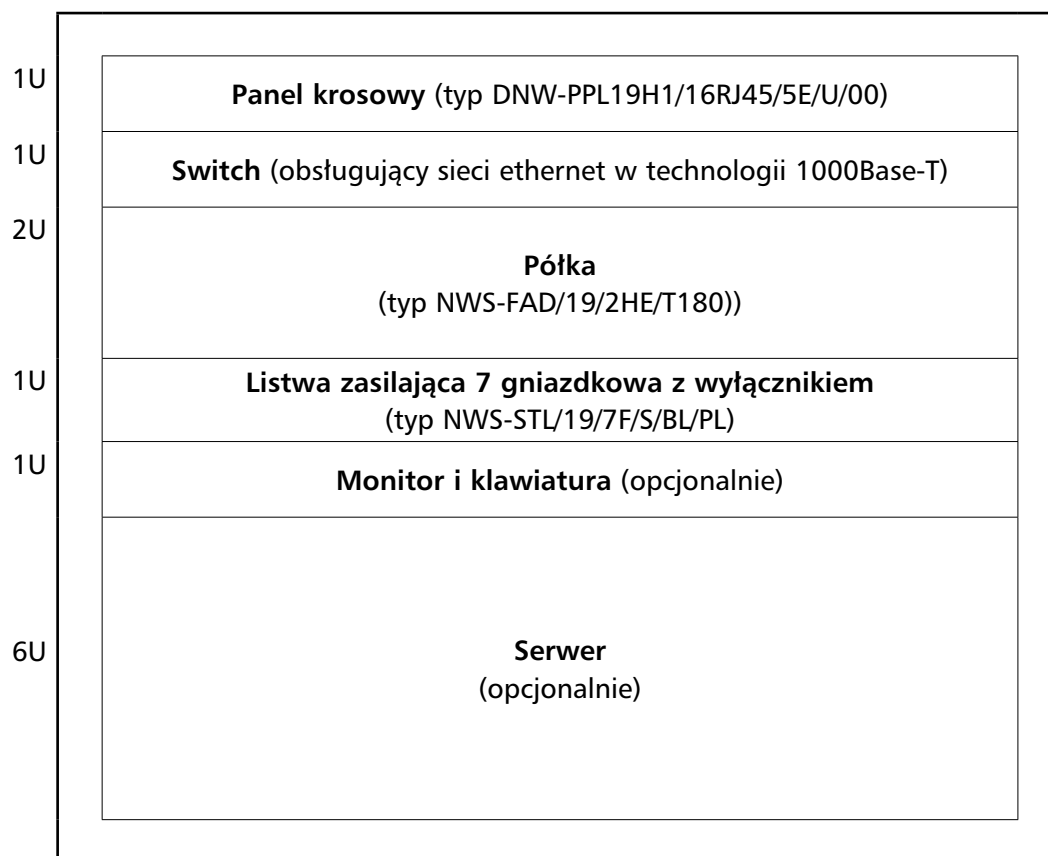 1U
Panel krosowy (typ DNW-PPL19H1/16RJ45/5E/U/00)
1U
Switch (obsługujący sieci ethernet w technologii 1000Base-T)
2U
Półka
(typ NWS-FAD/19/2HE/T180))
1U
Listwa zasilająca 7 gniazdkowa z wyłącznikiem
(typ NWS-STL/19/7F/S/BL/PL)
1U
Monitor i klawiatura (opcjonalnie)
6U
Serwer
(opcjonalnie)